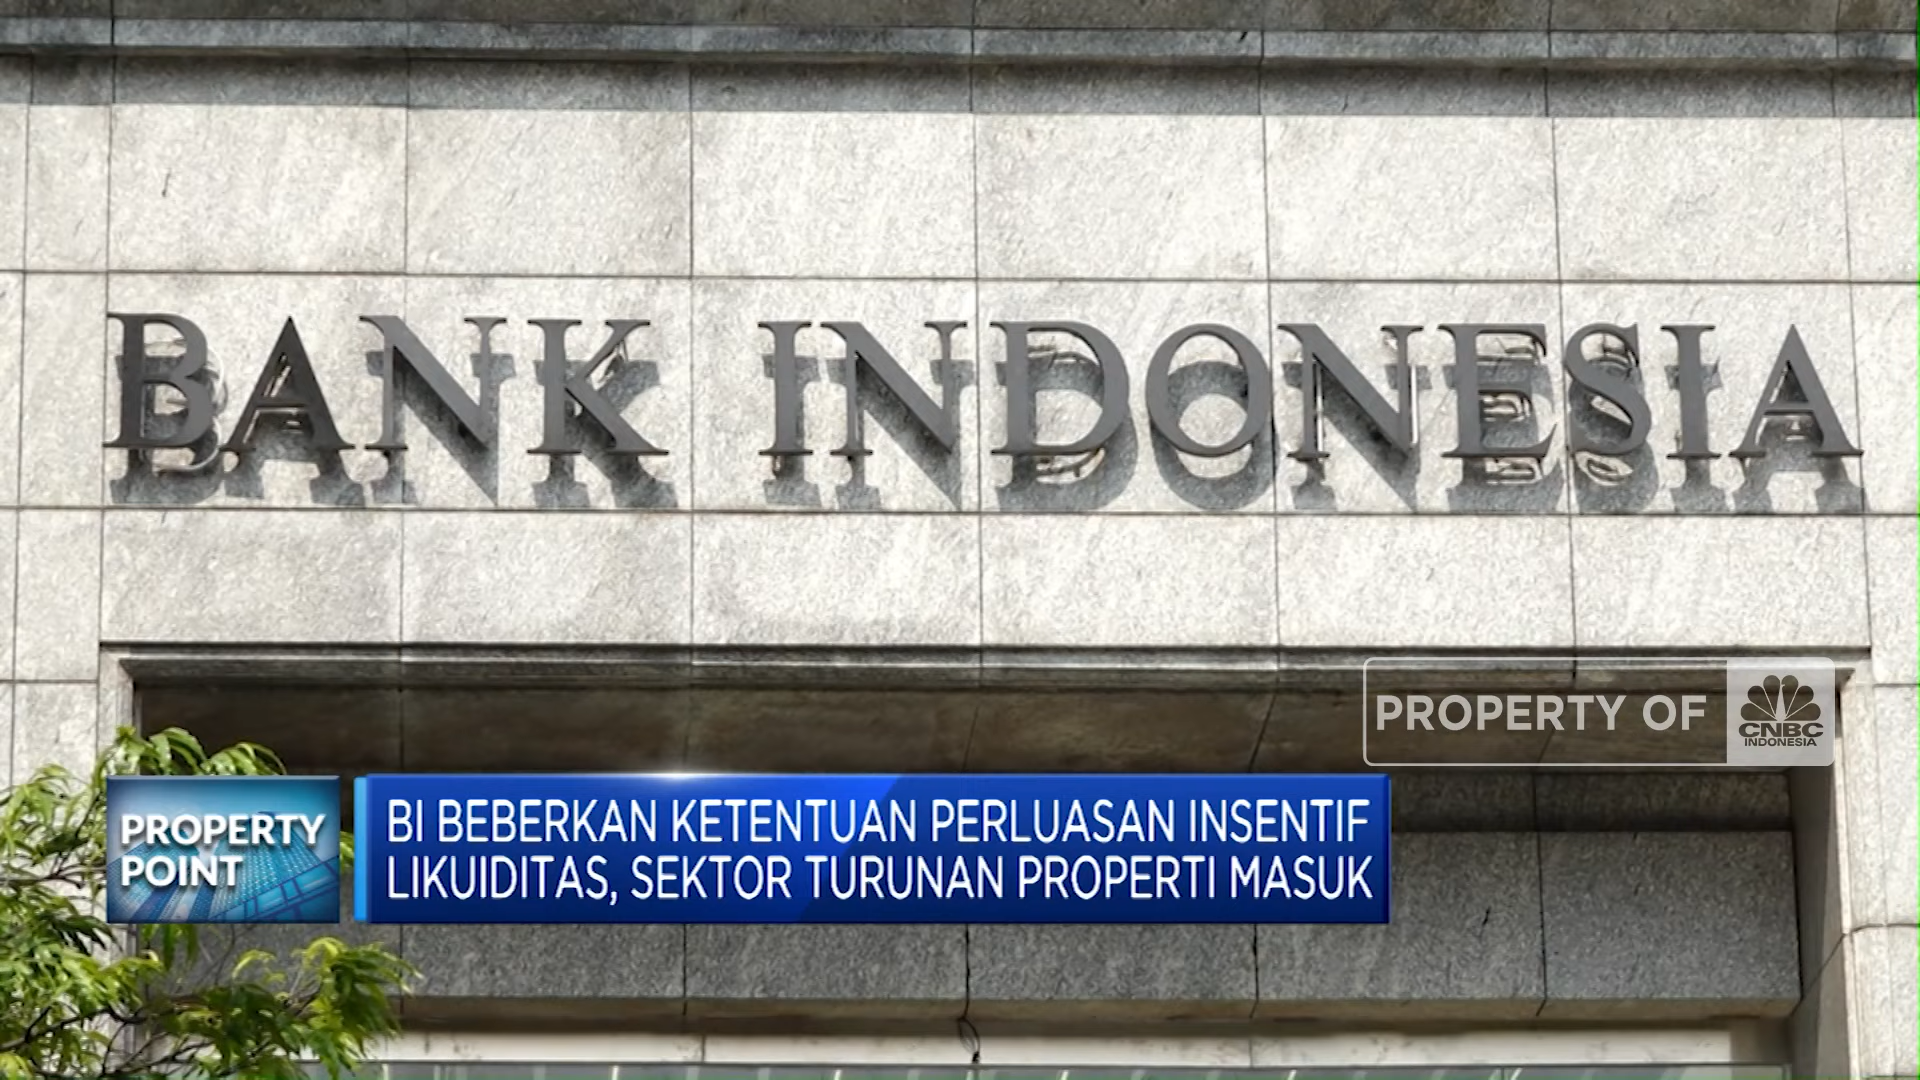 BANK INDONESIA
PROPERTY OF
CNBC
INDONESIA
PROPERTY
POINT
BI BEBERKAN KETENTUAN PERLUASAN INSENTIF
LIKUIDITAS, SEKTOR TURUNAN PROPERTI MASUK